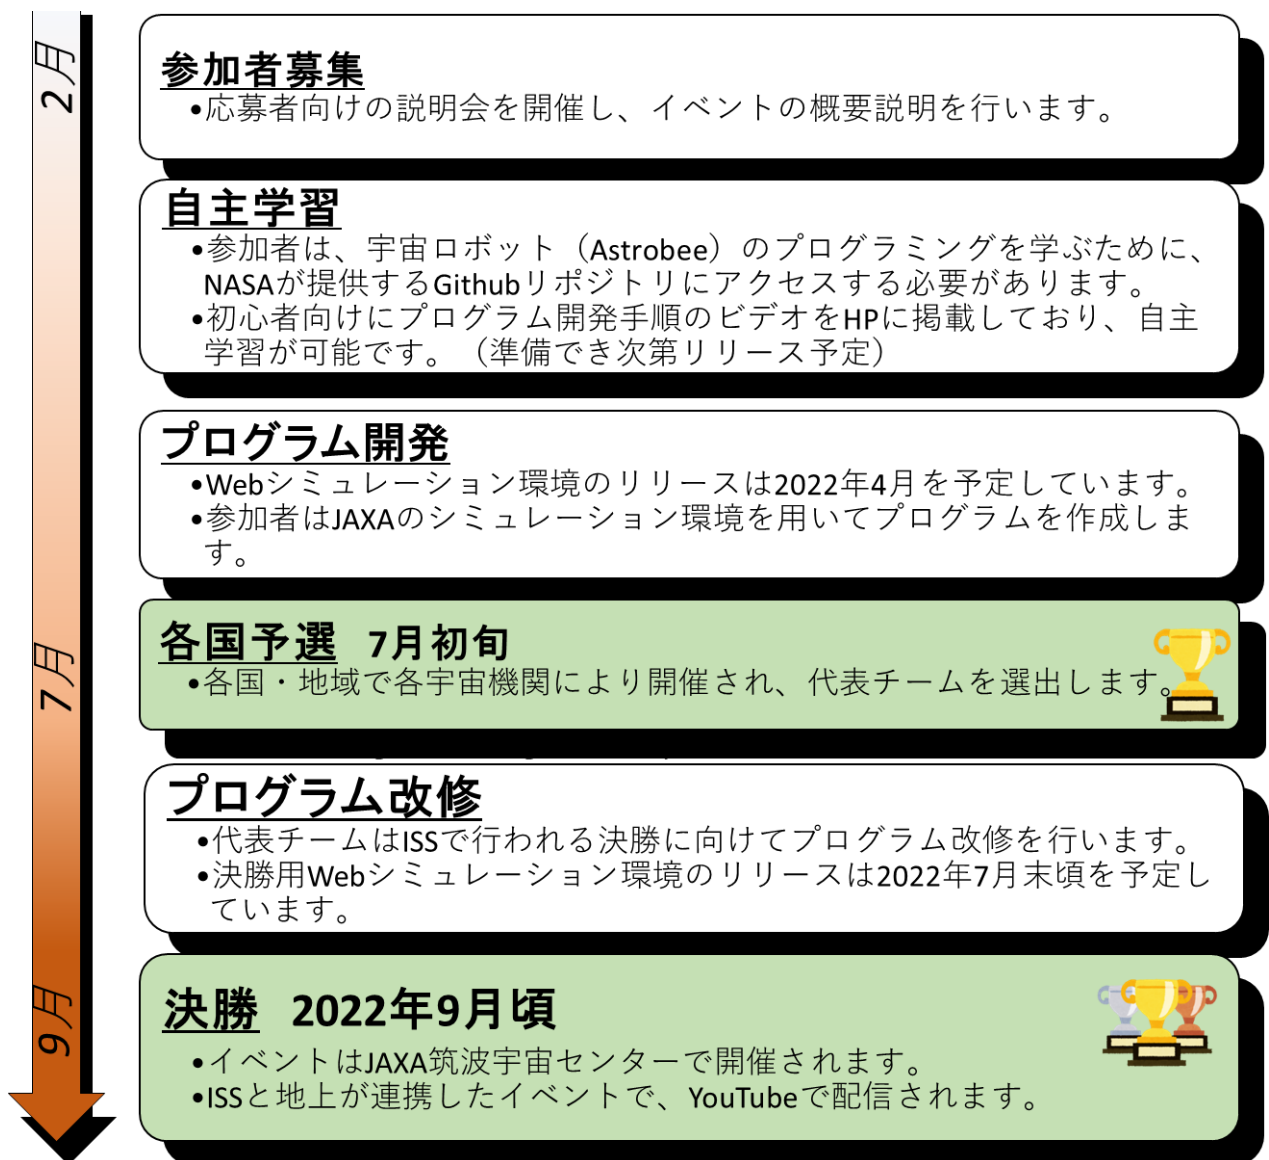 2月
参加者募集
•応募者向けの説明会を開催し、イベントの概要説明を行います。
自主学習
•参加者は、宇宙ロボット（Astrobee）のプログラミングを学ぶために、
NASAが提供するGithubリポジトリにアクセスする必要があります。
•初心者向けにプログラム開発手順のビデオをHPに掲載しており、自主
学習が可能です。（準備でき次第リリース予定）
プログラム開発
•Webシミュレーション環境のリリースは2022年4月を予定しています。
•参加者はJAXAのシミュレーション環境を用いてプログラムを作成しま
す。
7月
各国予選　7月初旬
•各国・地域で各宇宙機関により開催され、代表チームを選出します。
プログラム改修
•代表チームはISSで行われる決勝に向けてプログラム改修を行います。
•決勝用Webシミュレーション環境のリリースは2022年7月末頃を予定し
ています。
9月
決勝　2022年9月頃
•イベントはJAXA筑波宇宙センターで開催されます。
•ISSと地上が連携したイベントで、YouTubeで配信されます。